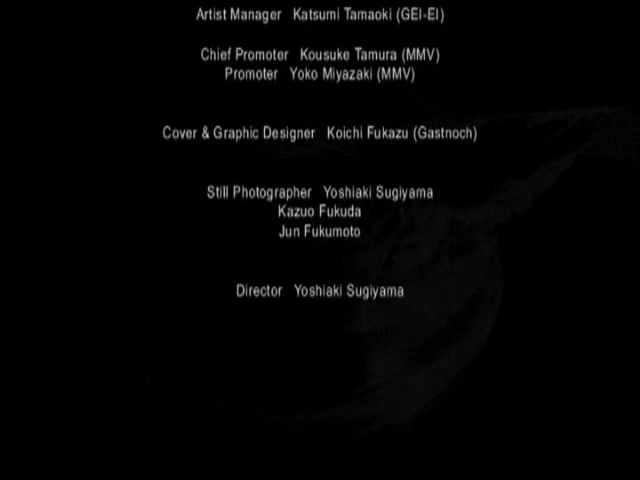 Artist Manager Katsumi Tamaoki (GEI-EI)
Chief Promoter Kousuke Tamura (MMV)
Promoter Yoko Miyazaki (MMV)
Cover & Graphic Designer Koichi Fukazu (Gastnoch)
Still Photographer Yoshiaki Sugiyama
Kazuo Fukuda
Jun Fukumoto
Director Yoshiaki Sugiyama